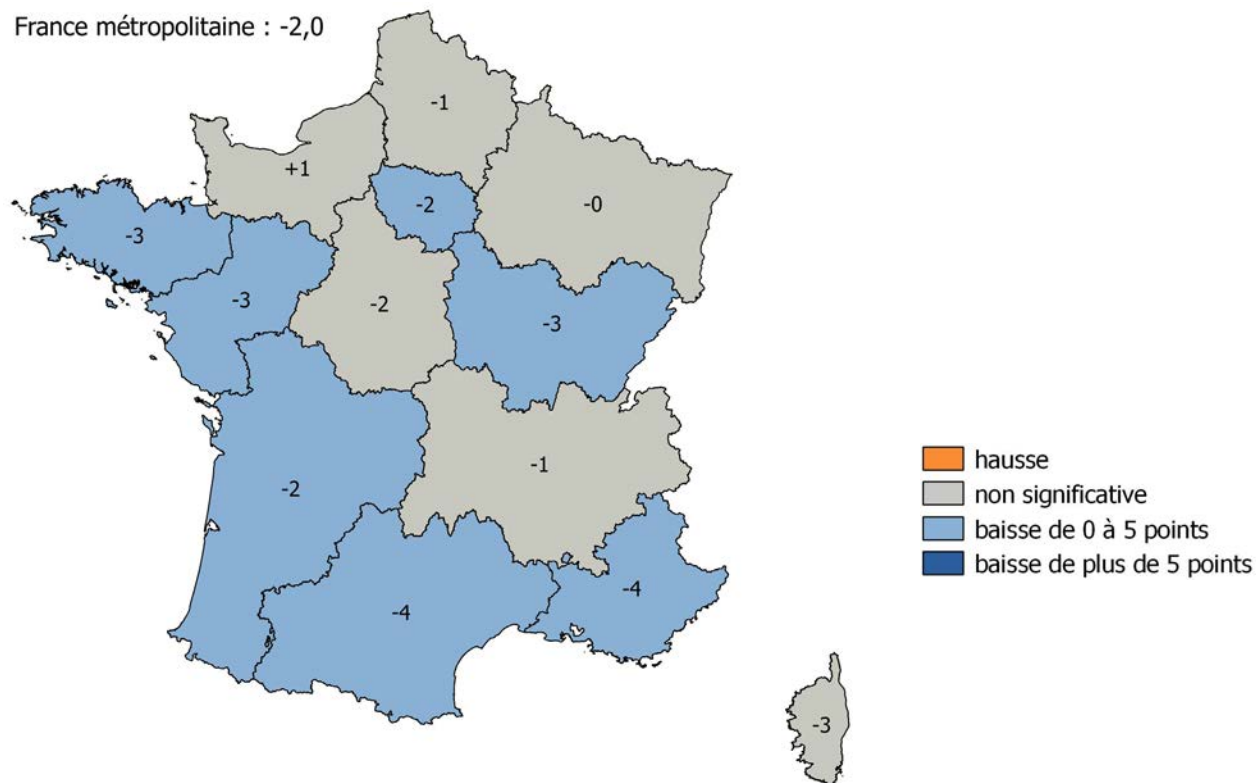 France métropolitaine : -2,0
-1
+1
-2
-0
-3
-3
-2
-3
-1
-2
-4
-4
-3
hausse
non significative
baisse de 0 à 5 points
baisse de plus de 5 points